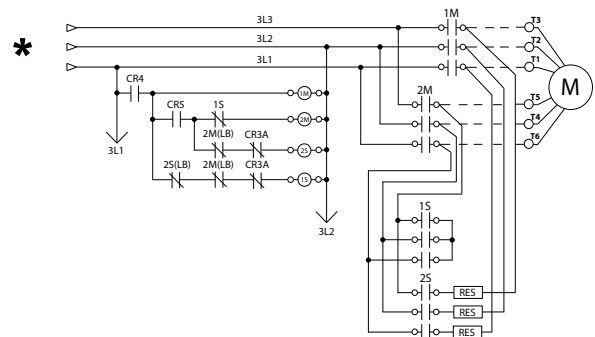 1M
3L3
T3
*
3L2
T2
3L1
T1
M
CR4
2M
1M
T5
CR5
1S
2M
T4
2M(LB)
CR3A
2S
T6
3L1
2S(LB)
2M(LB)
CR3A
1S
1S
3L2
2S
RES
RES
RES